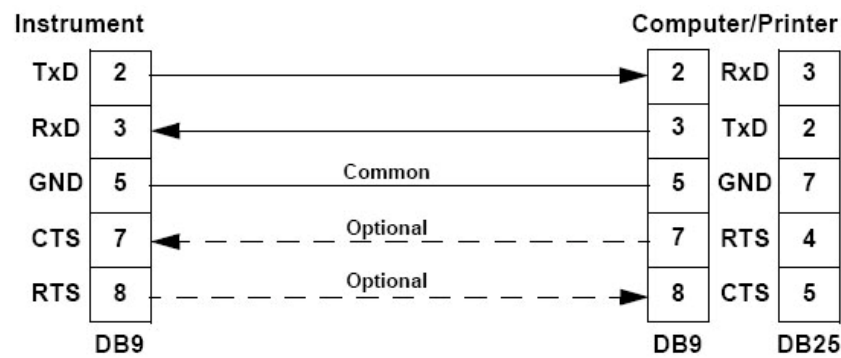 Instrument Computer/Printer
TxD 2 2 RxD 3
RxD 3 3 TxD 2
GND 5 Common 5 GND 7
CTS 7 Optional 7 RTS 4
RTS 8 Optional 8 CTS 5
DB9 DB9 DB25